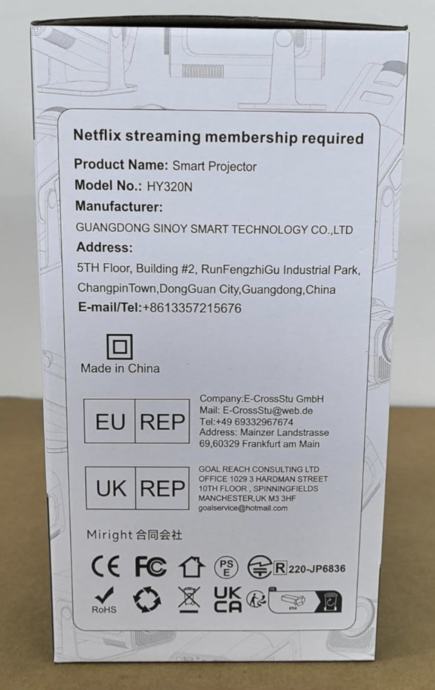 Netflix streaming membership required
Product Name: Smart Projector
Model No.: HY320N
Manufacturer:
GUANGDONG SINOY SMART TECHNOLOGY CO.,LTD
Address:
5TH Floor, Building #2, RunFengzhiGu Industrial Park,
ChangpinTown,DongGuan City,Guangdong,China
E-mail/Tel:+8613357215676
Made in China
EU REP
Company:E-CrossStu GmbH
Mail: E-CrossStu@web.de
Tel:+49 69332967674
Address: Mainzer Landstrasse
69,60329 Frankfurt am Main
UK REP
GOAL REACH CONSULTING LTD
OFFICE 1029 3 HARDMAN STREET
10TH FLOOR , SPINNINGFIELDS
MANCHESTER,UK M3 3HF
goalservice@hotmail.com
Miright 合同会社
CE FC PS E R 220-JP6836
RoHS UK CA